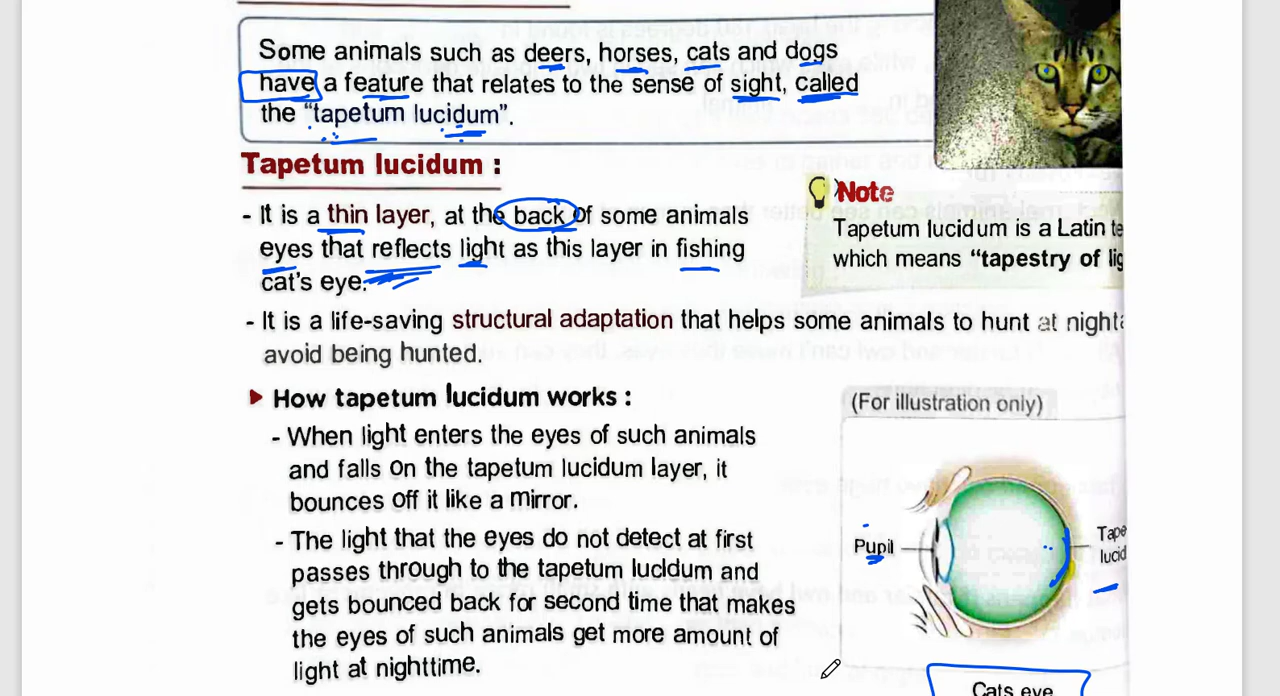 Some animals such as deers, horses, cats and dogs
have a feature that relates to the sense of sight, called
the “tapetum lucidum”.
Tapetum lucidum :
- It is a thin layer, at the back of some animals
eyes that reflects light as this layer in fishing
cat's eye.
- It is a life-saving structural adaptation that helps some animals to hunt at night
avoid being hunted.
How tapetum lucidum works :
- When light enters the eyes of such animals
and falls on the tapetum lucidum layer, it
bounces off it like a mirror.
- The light that the eyes do not detect at first
passes through to the tapetum lucidum and
gets bounced back for second time that makes
the eyes of such animals get more amount of
light at nighttime.
Note
Tapetum lucidum is a Latin te
which means “tapestry of lig
(For illustration only)
Pupil
Tape
lucid
Cats eye